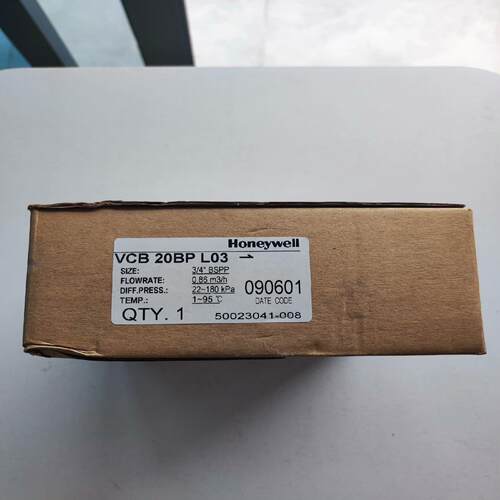 Honeywell
VCB 20BP L03
SIZE: 3/4" BSPP
FLOWRATE: 0.86 m3/h
DIFF.PRESS.: 22~180 kPa
TEMP.: 1~95 ℃
090601
DATE CODE
QTY. 1
50023041-008